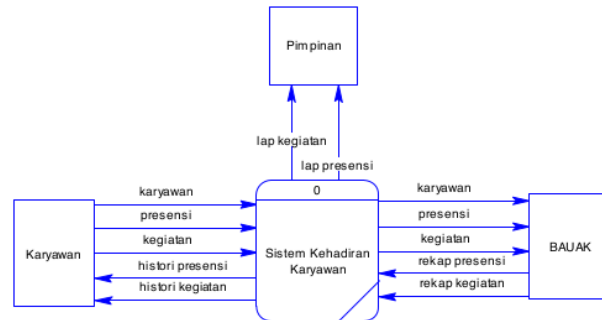 Pimpinan
lap kegiatan
lap presensi
karyawan
presensi
kegiatan
histori presensi
histori kegiatan
Karyawan
0
Sistem Kehadiran
Karyawan
karyawan
presensi
kegiatan
rekap presensi
rekap kegiatan
BAUAK